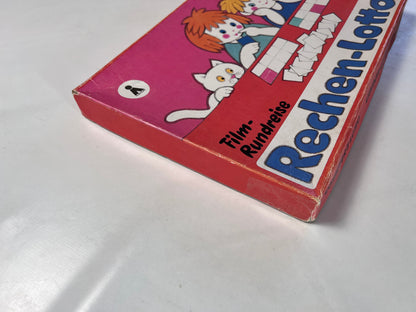 Film-
Rundreise
Rechen-Lotto